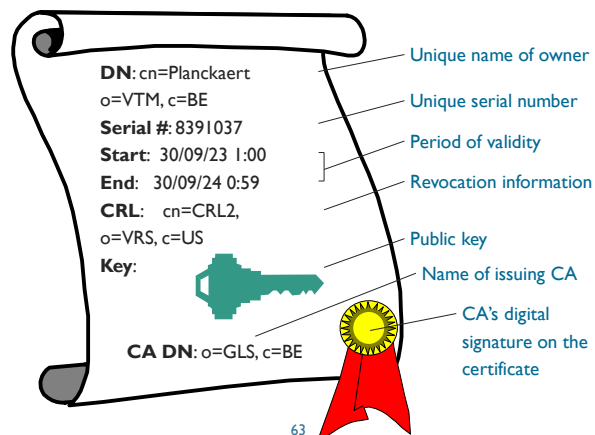 DN: cn=Planckaert
o=VTM, c=BE
Serial #: 8391037
Start: 30/09/23 1:00
End: 30/09/24 0:59
CRL: cn=CRL2,
o=VRS, c=US
Key:
CA DN: o=GLS, c=BE
Unique name of owner
Unique serial number
Period of validity
Revocation information
Public key
Name of issuing CA
CA's digital
signature on the
certificate
63